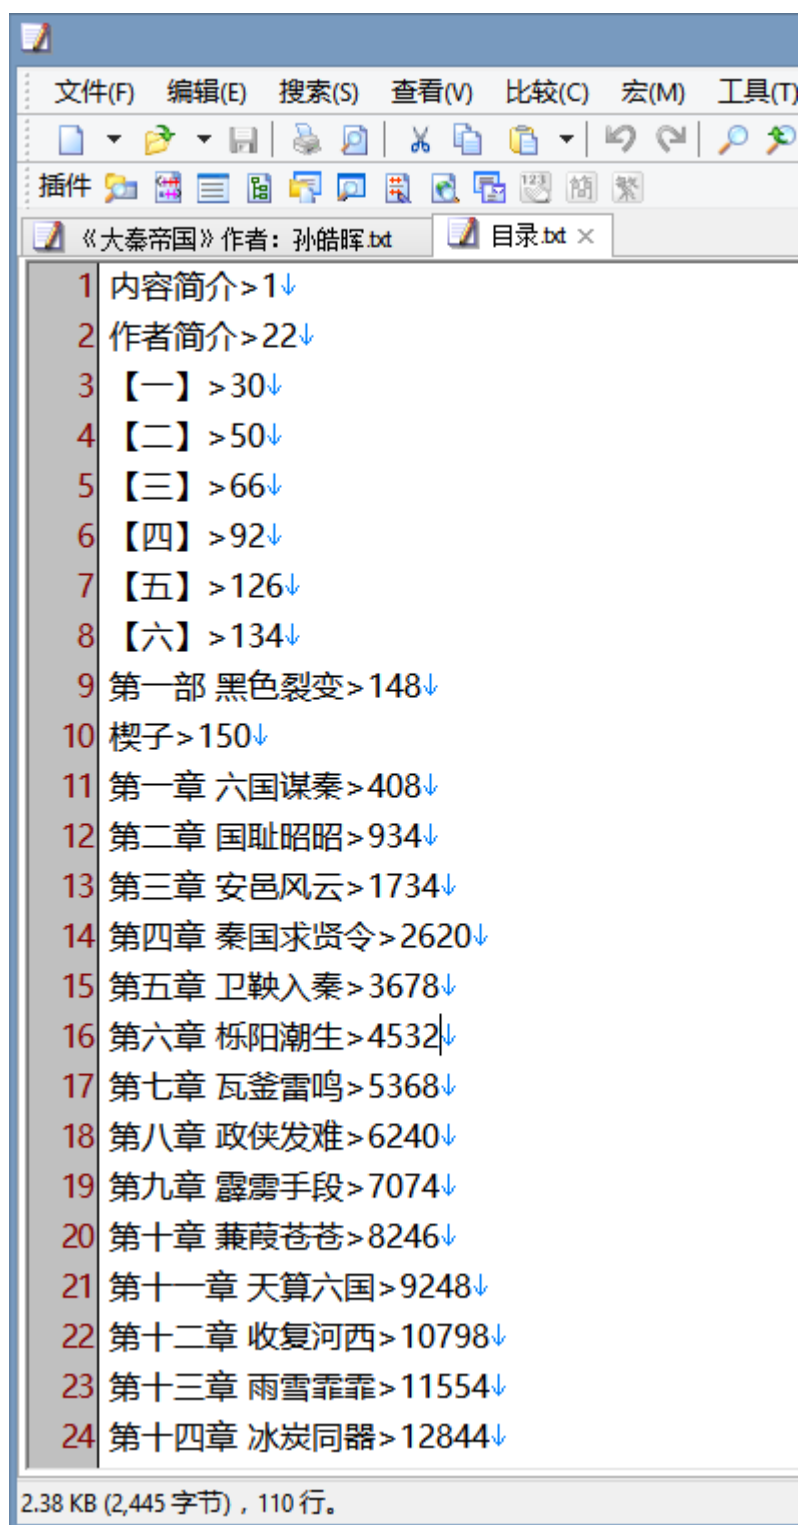 文件(F) 编辑(E) 搜索(S) 查看(V) 比较(C) 宏(M) 工具(T)
插件
《大秦帝国》作者：孙皓晖.txt 目录.txt
1 内容简介>1↓
2 作者简介>22↓
3 【一】>30↓
4 【二】>50↓
5 【三】>66↓
6 【四】>92↓
7 【五】>126↓
8 【六】>134↓
9 第一部 黑色裂变>148↓
10 楔子>150↓
11 第一章 六国谋秦>408↓
12 第二章 国耻昭昭>934↓
13 第三章 安邑风云>1734↓
14 第四章 秦国求贤令>2620↓
15 第五章 卫鞅入秦>3678↓
16 第六章 栎阳潮生>4532↓
17 第七章 瓦釜雷鸣>5368↓
18 第八章 政侠发难>6240↓
19 第九章 霹雳手段>7074↓
20 第十章 蒹葭苍苍>8246↓
21 第十一章 天算六国>9248↓
22 第十二章 收复河西>10798↓
23 第十三章 雨雪霏霏>11554↓
24 第十四章 冰炭同器>12844↓
2.38 KB (2,445 字节)，110 行。